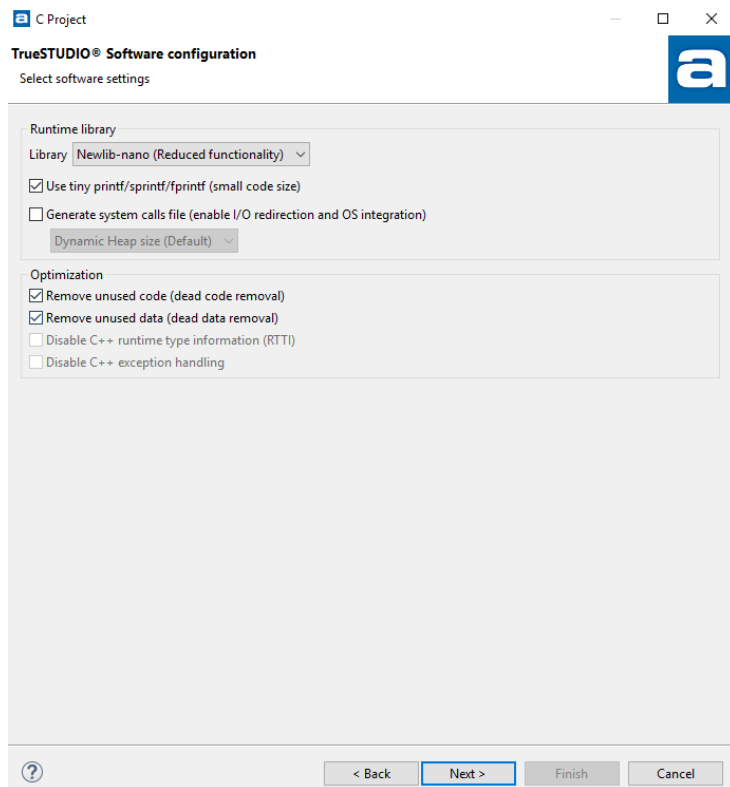 C Project
TrueSTUDIO® Software configuration
Select software settings
a
Runtime library
Library Newlib-nano (Reduced functionality)
Use tiny printf/sprintf/fprintf (small code size)
Generate system calls file (enable I/O redirection and OS integration)
Dynamic Heap size (Default)
Optimization
Remove unused code (dead code removal)
Remove unused data (dead data removal)
Disable C++ runtime type information (RTTI)
Disable C++ exception handling
? < Back Next > Finish Cancel